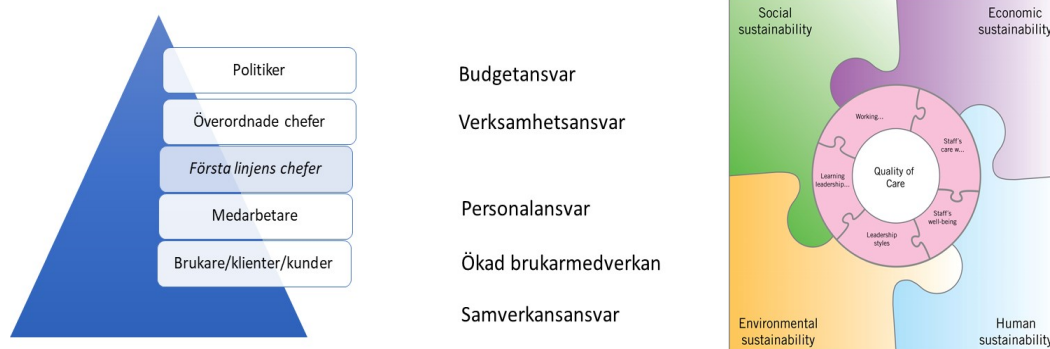 Politiker
Överordnade chefer
Första linjens chefer
Medarbetare
Brukare/klienter/kunder
Budgetansvar
Verksamhetsansvar
Personalansvar
Ökad brukarmedverkan
Samverkansansvar
Social
sustainability
Economic
sustainability
Working...
Staff's
care w...
Learning
leadership...
Quality of
Care
Staff's
well-being
Leadership
styles
Environmental
sustainability
Human
sustainability